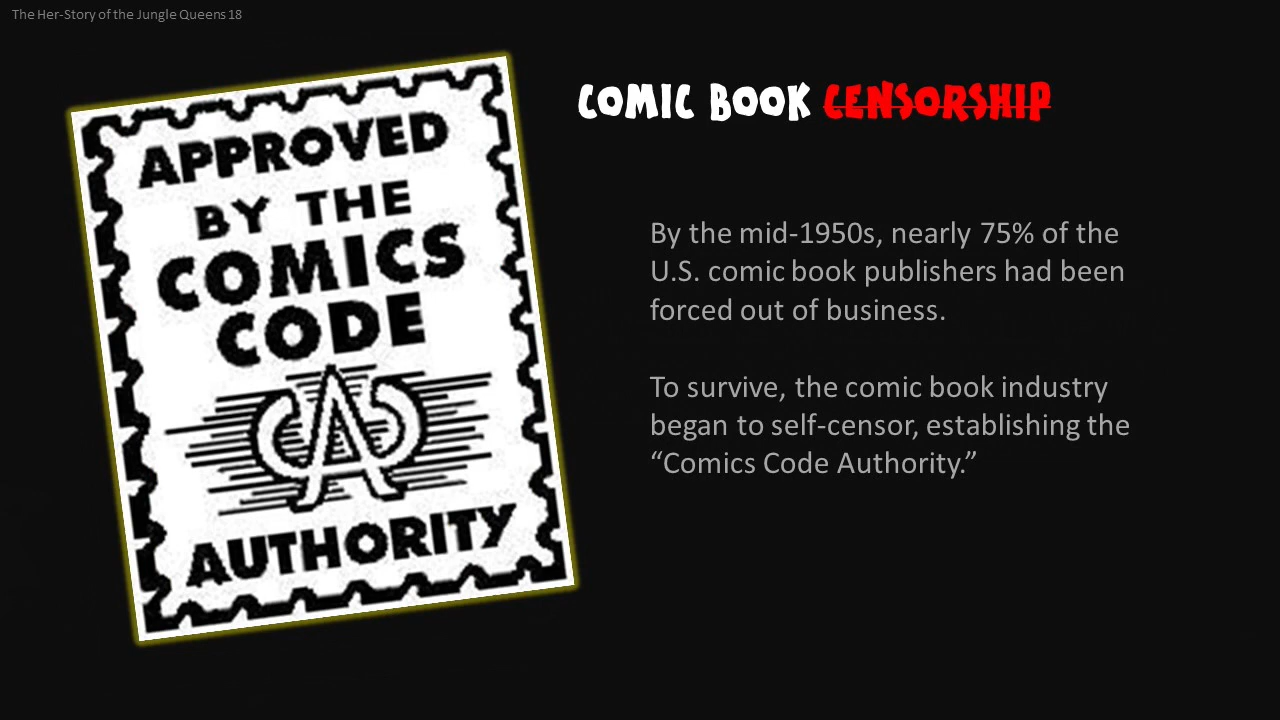 The Her-Story of the Jungle Queens 18
COMIC BOOK CENSORSHIP
APPROVED
BY THE
COMICS
CODE
CA
AUTHORITY
By the mid-1950s, nearly 75% of the
U.S. comic book publishers had been
forced out of business.
To survive, the comic book industry
began to self-censor, establishing the
“Comics Code Authority.”